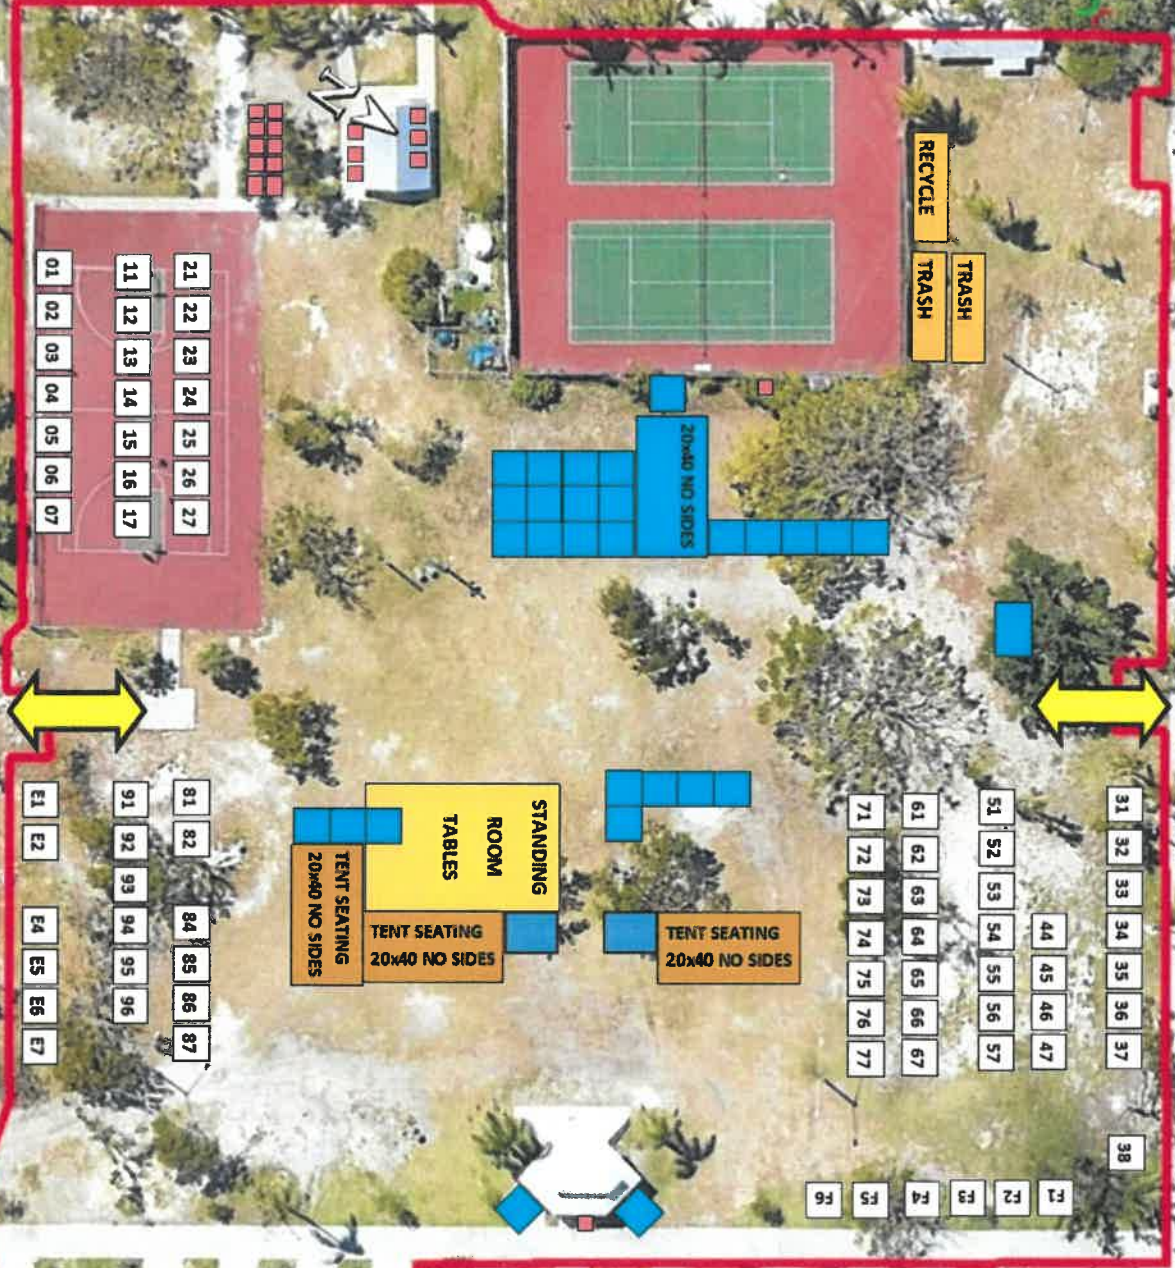 N
RECYCLE
TRASH
TRASH
21
22
23
24
25
26
27
11
12
13
14
15
16
17
01
02
03
04
05
06
07
20x40 NO SIDES
STANDING
ROOM
TABLES
TENT SEATING
20x40 NO SIDES
TENT SEATING
20x40 NO SIDES
TENT SEATING
20x40 NO SIDES
31
32
33
34
35
36
37
38
44
45
46
47
51
52
53
54
55
56
57
61
62
63
64
65
66
67
71
72
73
74
75
76
77
81
82
84
85
86
87
91
92
93
94
95
96
E1
E2
E4
E5
E6
E7
F1
F2
F3
F4
F5
F6